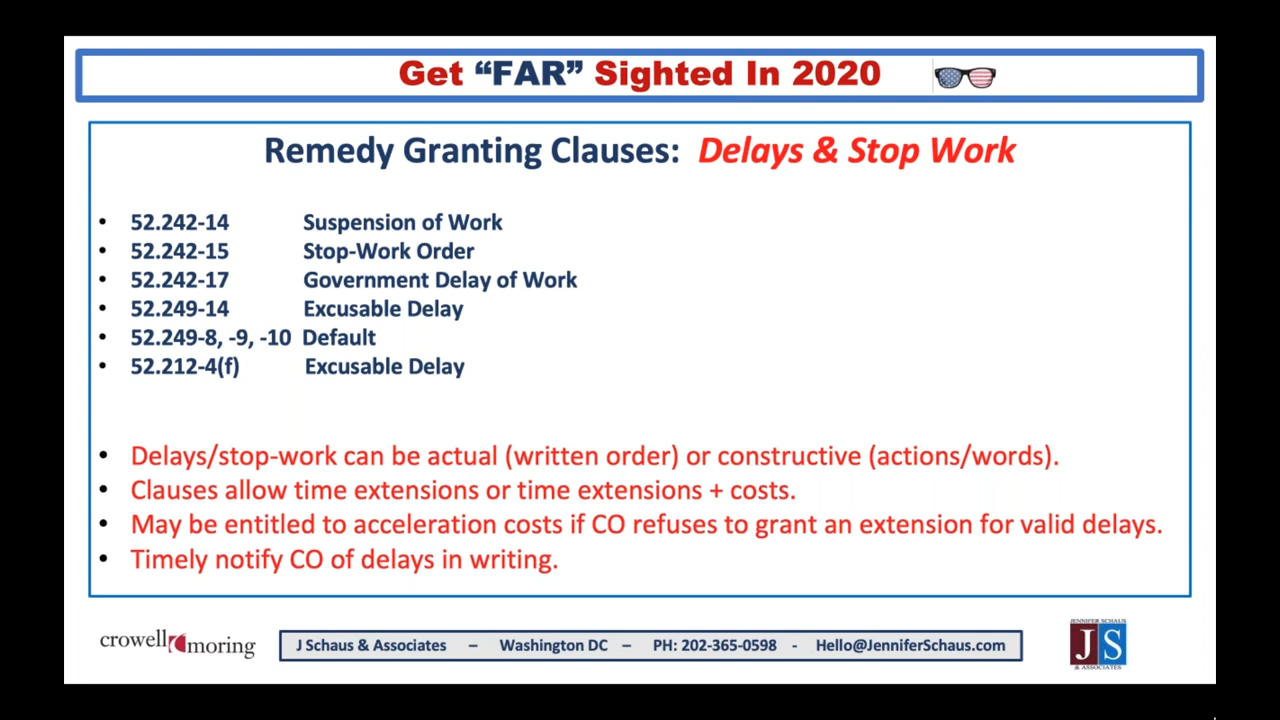 Get “FAR” Sighted In 2020
Remedy Granting Clauses: Delays & Stop Work
• 52.242-14 Suspension of Work
• 52.242-15 Stop-Work Order
• 52.242-17 Government Delay of Work
• 52.249-14 Excusable Delay
• 52.249-8, -9, -10 Default
• 52.212-4(f) Excusable Delay
• Delays/stop-work can be actual (written order) or constructive (actions/words).
• Clauses allow time extensions or time extensions + costs.
• May be entitled to acceleration costs if CO refuses to grant an extension for valid delays.
• Timely notify CO of delays in writing.
crowell moring
J Schaus & Associates – Washington DC – PH: 202-365-0598 - Hello@JenniferSchaus.com
JENNIFER SCHAUS
JS
& ASSOCIATES